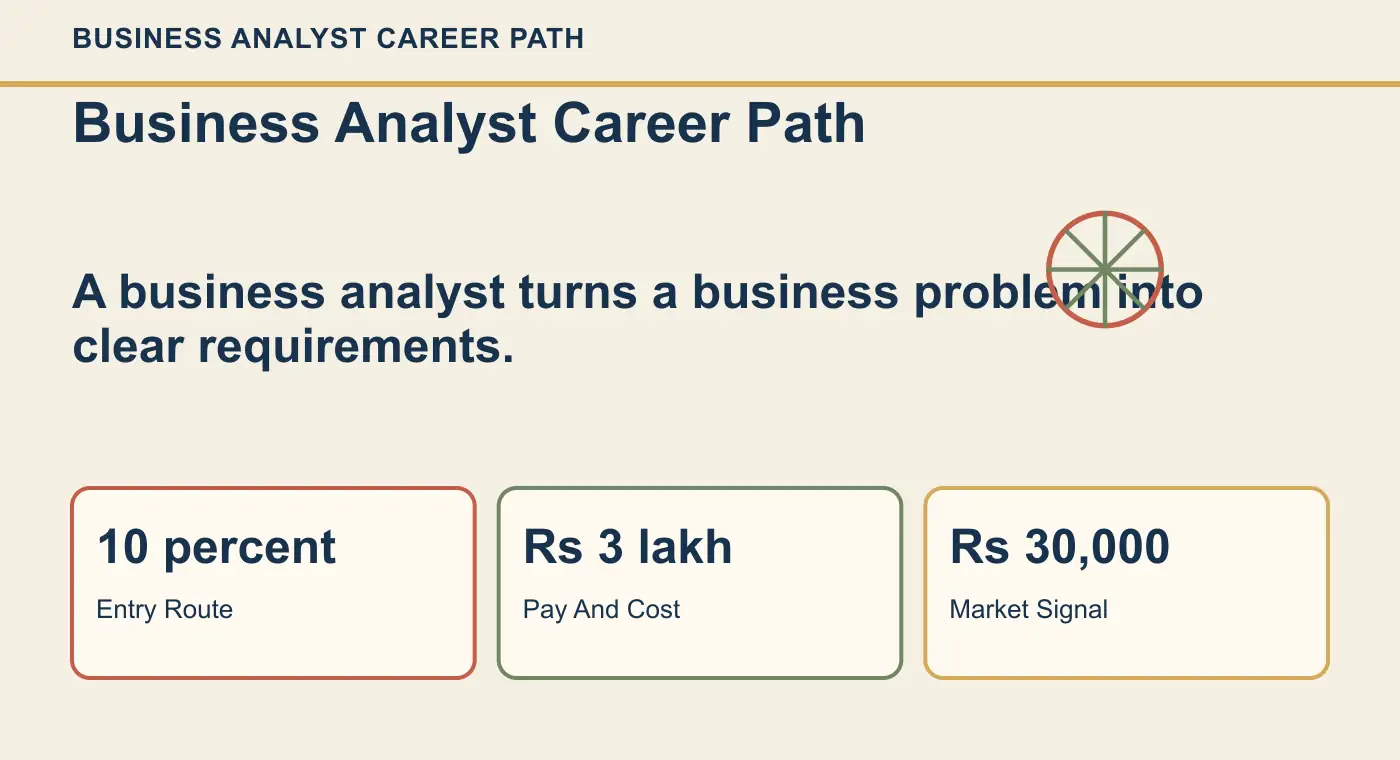 BUSINESS ANALYST CAREER PATH
Business Analyst Career Path
A business analyst turns a business problem into
clear requirements.
10 percent
Entry Route
Rs 3 lakh
Pay And Cost
Rs 30,000
Market Signal